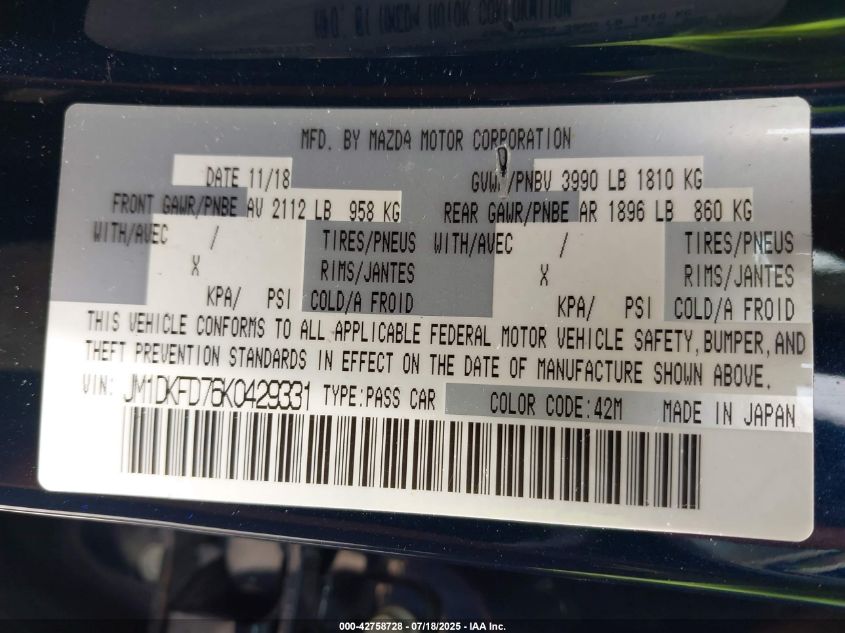 MFD. BY MAZDA MOTOR CORPORATION
DATE 11/18 GVW /PNBV 3990 LB 1810 KG
FRONT GAWR/PNBE AV 2112 LB 958 KG REAR GAWR/PNBE AR 1896 LB 860 KG
WITH/AVEC / TIRES/PNEUS WITH/AVEC / TIRES/PNEUS
X RIMS/JANTES X RIMS/JANTES
KPA/ PSI COLD/A FROID KPA/ PSI COLD/A FROID
THIS VEHICLE CONFORMS TO ALL APPLICABLE FEDERAL MOTOR VEHICLE SAFETY, BUMPER, AND
THEFT PREVENTION STANDARDS IN EFFECT ON THE DATE OF MANUFACTURE SHOWN ABOVE.
VIN: JM1DKFD76K0429331 TYPE:PASS CAR COLOR CODE:42M MADE IN JAPAN
000-42758728 - 07/18/2025 - IAA Inc.